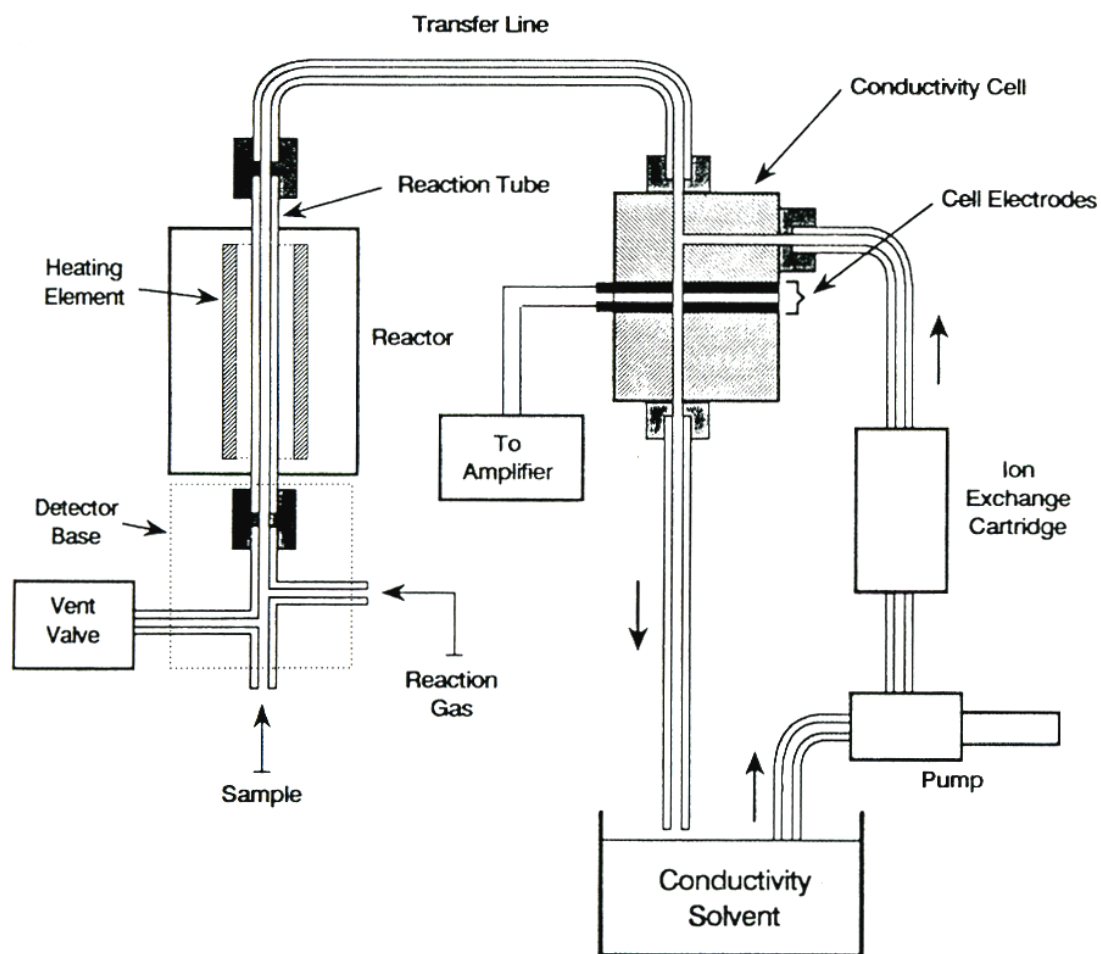 Transfer Line
Conductivity Cell
Reaction Tube
Cell Electrodes
Heating
Element
Reactor
To
Amplifier
Ion
Exchange
Cartridge
Detector
Base
Vent
Valve
Reaction
Gas
Sample
Pump
Conductivity
Solvent